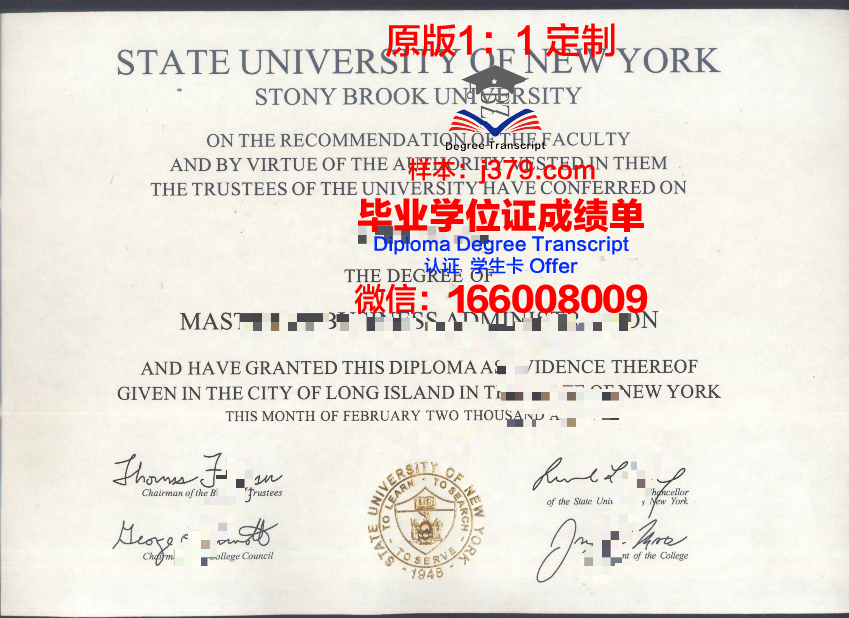 原版1：1 定制
STATE UNIVERSITY OF NEW YORK
STONY BROOK UNIVERSITY
ON THE RECOMMENDATION OF THE FACULTY
Degree Transcript
AND BY VIRTUE OF THE AUTHORITY VESTED IN THEM
样本：j379.com
THE TRUSTEES OF THE UNIVERSITY HAVE CONFERRED ON
毕业学位证成绩单
Diploma Degree Transcript
认证 学生卡 Offer
THE DEGREE OF
微信：166008009
BUSINESS ADMINISTR
AND HAVE GRANTED THIS DIPLOMA AS EVIDENCE THEREOF
GIVEN IN THE CITY OF LONG ISLAND IN OF NEW YORK
THIS MONTH OF FEBRUARY TWO THOUSAND
Thomas
Chairman of the Trustees
Chancellor
of the State New York
George
College Council
of the College
STATE UNIVERSITY OF NEW YORK
TO LEARN · TO SEARCH
TO SERVE
1948